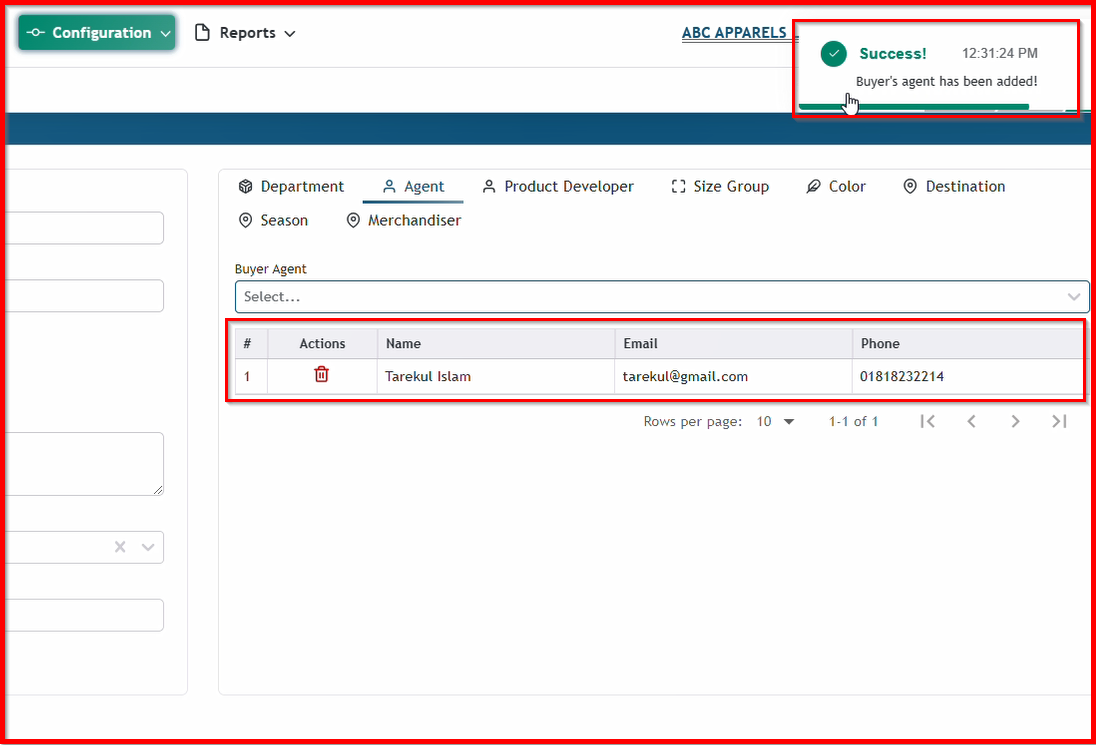 Configuration Reports ABC APPARELS
Success! 12:31:24 PM
Buyer's agent has been added!
Department Agent Product Developer Size Group Color Destination
Season Merchandiser
Buyer Agent
Select...
# Actions Name Email Phone
1 Tarekul Islam tarekul@gmail.com 01818232214
Rows per page: 10 1-1 of 1